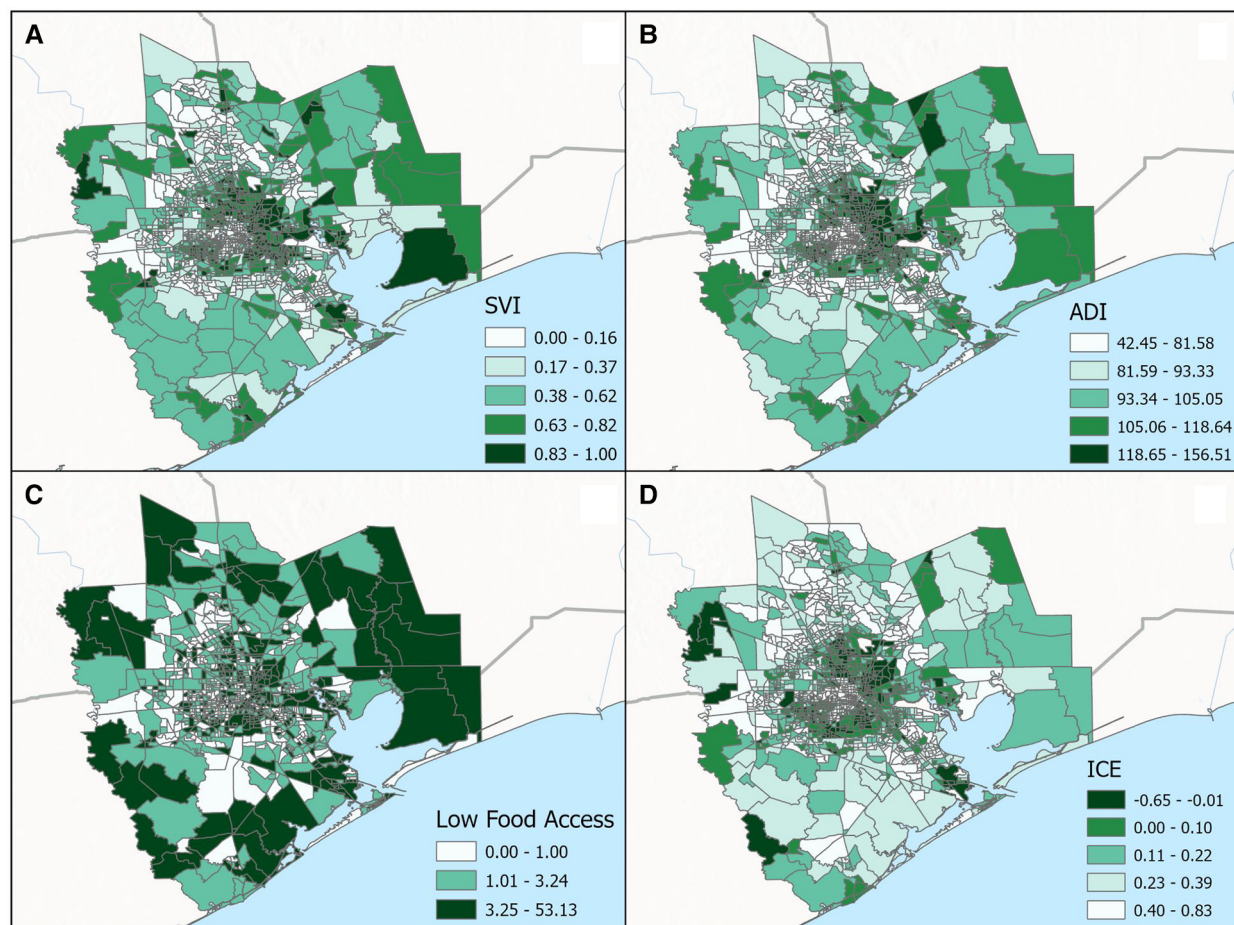 A
SVI
0.00 - 0.16
0.17 - 0.37
0.38 - 0.62
0.63 - 0.82
0.83 - 1.00
B
ADI
42.45 - 81.58
81.59 - 93.33
93.34 - 105.05
105.06 - 118.64
118.65 - 156.51
C
Low Food Access
0.00 - 1.00
1.01 - 3.24
3.25 - 53.13
D
ICE
-0.65 - -0.01
0.00 - 0.10
0.11 - 0.22
0.23 - 0.39
0.40 - 0.83